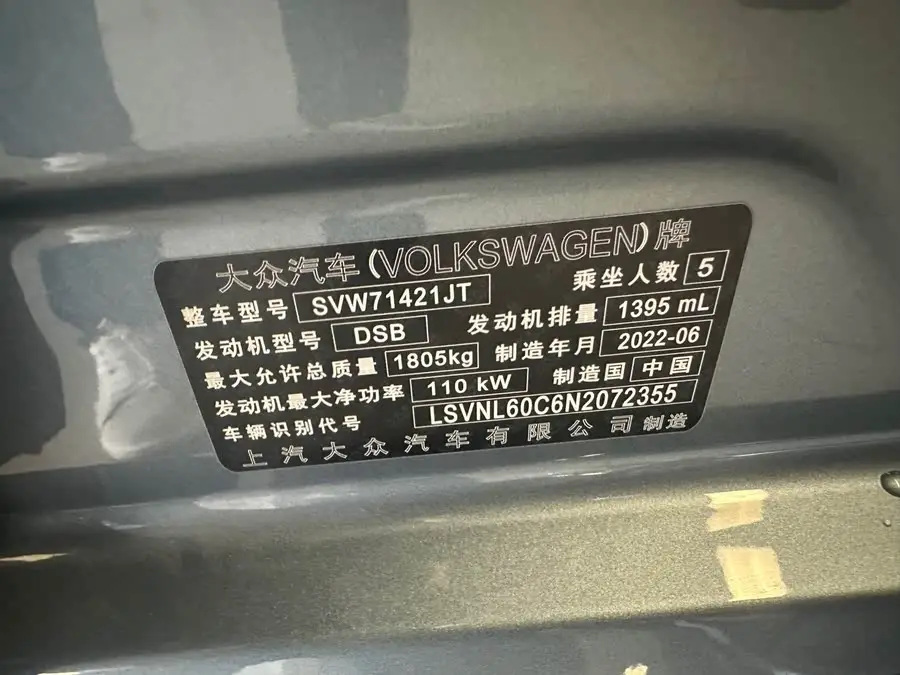 大众汽车(VOLKSWAGEN)牌
整车型号 SVW71421JT 乘坐人数 5
发动机型号 DSB 发动机排量 1395 mL
最大允许总质量 1805kg 制造年月 2022-06
发动机最大净功率 110 kW 制造国 中国
车辆识别代号 LSVNL60C6N2072355
上汽大众汽车有限公司制造